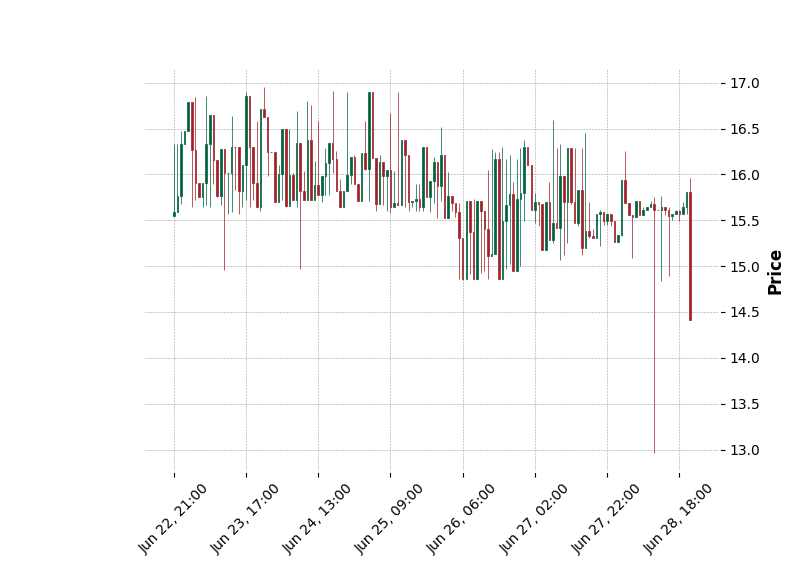 17.0
16.5
16.0
15.5
15.0
14.5
14.0
13.5
13.0
Price
Jun 22, 21:00
Jun 23, 17:00
Jun 24, 13:00
Jun 25, 09:00
Jun 26, 06:00
Jun 27, 02:00
Jun 27, 22:00
Jun 28, 18:00